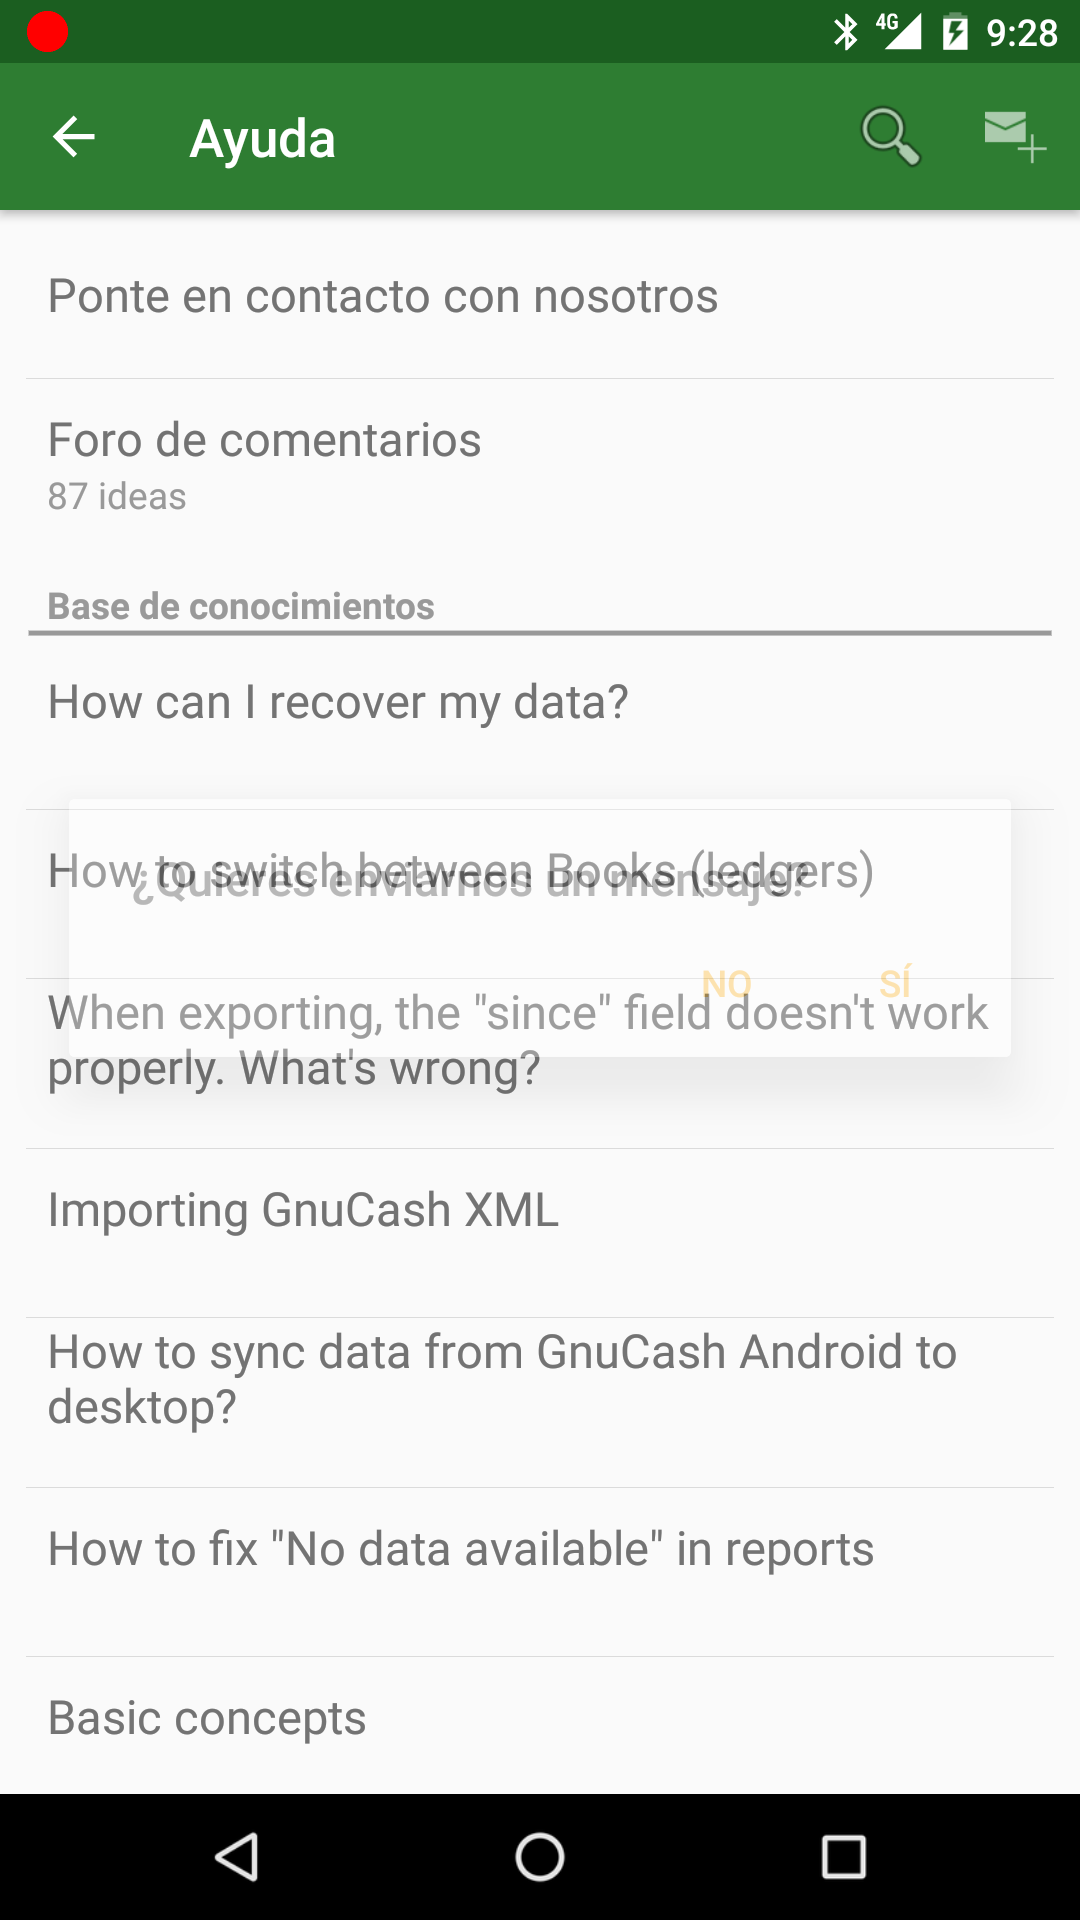 4G 9:28
Ayuda
Ponte en contacto con nosotros
Foro de comentarios
87 ideas
Base de conocimientos
How can I recover my data?
How to switch between Books (ledgers)
¿Quieres enviarnos un mensaje?
NO SÍ
When exporting, the "since" field doesn't work
properly. What's wrong?
Importing GnuCash XML
How to sync data from GnuCash Android to
desktop?
How to fix "No data available" in reports
Basic concepts